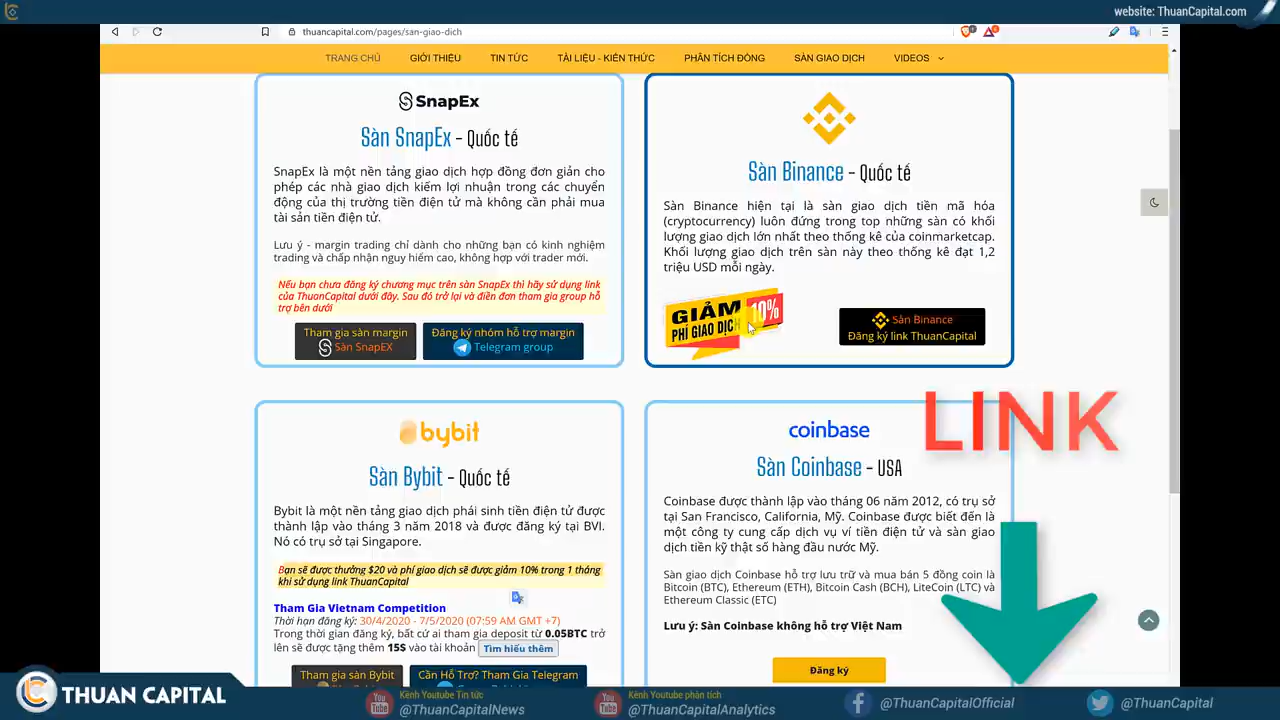 website: ThuanCapital.com
thuancapital.com/pages/san-giao-dich
TRANG CHỦ
GIỚI THIỆU
TIN TỨC
TÀI LIỆU - KIẾN THỨC
PHÂN TÍCH ĐÒNG
SÀN GIAO DỊCH
VIDEOS
SnapEx
Sàn SnapEx - Quốc tế
SnapEx là một nền tảng giao dịch hợp đồng đơn giản cho
phép các nhà giao dịch kiếm lợi nhuận trong các chuyển
động của thị trường tiền điện tử mà không cần phải mua
tài sản tiền điện tử.
Lưu ý - margin trading chỉ dành cho những bạn có kinh nghiệm
trading và chấp nhận nguy hiểm cao, không hợp với trader mới.
Nếu bạn chưa đăng ký chương mục trên sàn SnapEx thì hãy sử dụng link
của ThuanCapital dưới đây. Sau đó trở lại và điền đơn tham gia group hỗ
trợ bên dưới
Tham gia sàn margin
Sàn SnapEX
Đăng ký nhóm hỗ trợ margin
Telegram group
Sàn Binance - Quốc tế
Sàn Binance hiện tại là sàn giao dịch tiền mã hóa
(cryptocurrency) luôn đứng trong top những sàn có khối
lượng giao dịch lớn nhất theo thống kê của coinmarketcap.
Khối lượng giao dịch trên sàn này theo thống kê đạt 1,2
triệu USD mỗi ngày.
GIẢM
PHÍ GIAO DỊCH
10%
Sàn Binance
Đăng ký link ThuanCapital
bybit
Sàn Bybit - Quốc tế
Bybit là một nền tảng giao dịch phái sinh tiền điện tử được
thành lập vào tháng 3 năm 2018 và được đăng ký tại BVI.
Nó có trụ sở tại Singapore.
Bạn sẽ được thưởng $20 và phí giao dịch sẽ được giảm 10% trong 1 tháng
khi sử dụng link ThuanCapital
Tham Gia Vietnam Competition
Thời hạn đăng ký: 30/4/2020 - 7/5/2020 (07:59 AM GMT +7)
Trong thời gian đăng ký, bất cứ ai tham gia deposit từ 0.05BTC trở
lên sẽ được tặng thêm 15$ vào tài khoản Tìm hiểu thêm
Tham gia sàn Bybit
Cần Hỗ Trợ? Tham Gia Telegram
coinbase
Sàn Coinbase - USA
Coinbase được thành lập vào tháng 06 năm 2012, có trụ sở
tại San Francisco, California, Mỹ. Coinbase được biết đến là
một công ty cung cấp dịch vụ ví tiền điện tử và sàn giao
dịch tiền kỹ thật số hàng đầu nước Mỹ.
Sàn giao dịch Coinbase hỗ trợ lưu trữ và mua bán 5 đồng coin là
Bitcoin (BTC), Ethereum (ETH), Bitcoin Cash (BCH), LiteCoin (LTC) và
Ethereum Classic (ETC)
Lưu ý: Sàn Coinbase không hỗ trợ Việt Nam
Đăng ký
LINK
THUAN CAPITAL
You Tube
Kênh Youtube Tin tức
@ThuanCapitalNews
You Tube
Kênh Youtube phân tích
@ThuanCapitalAnalytics
@ThuanCapitalOfficial
@ThuanCapital